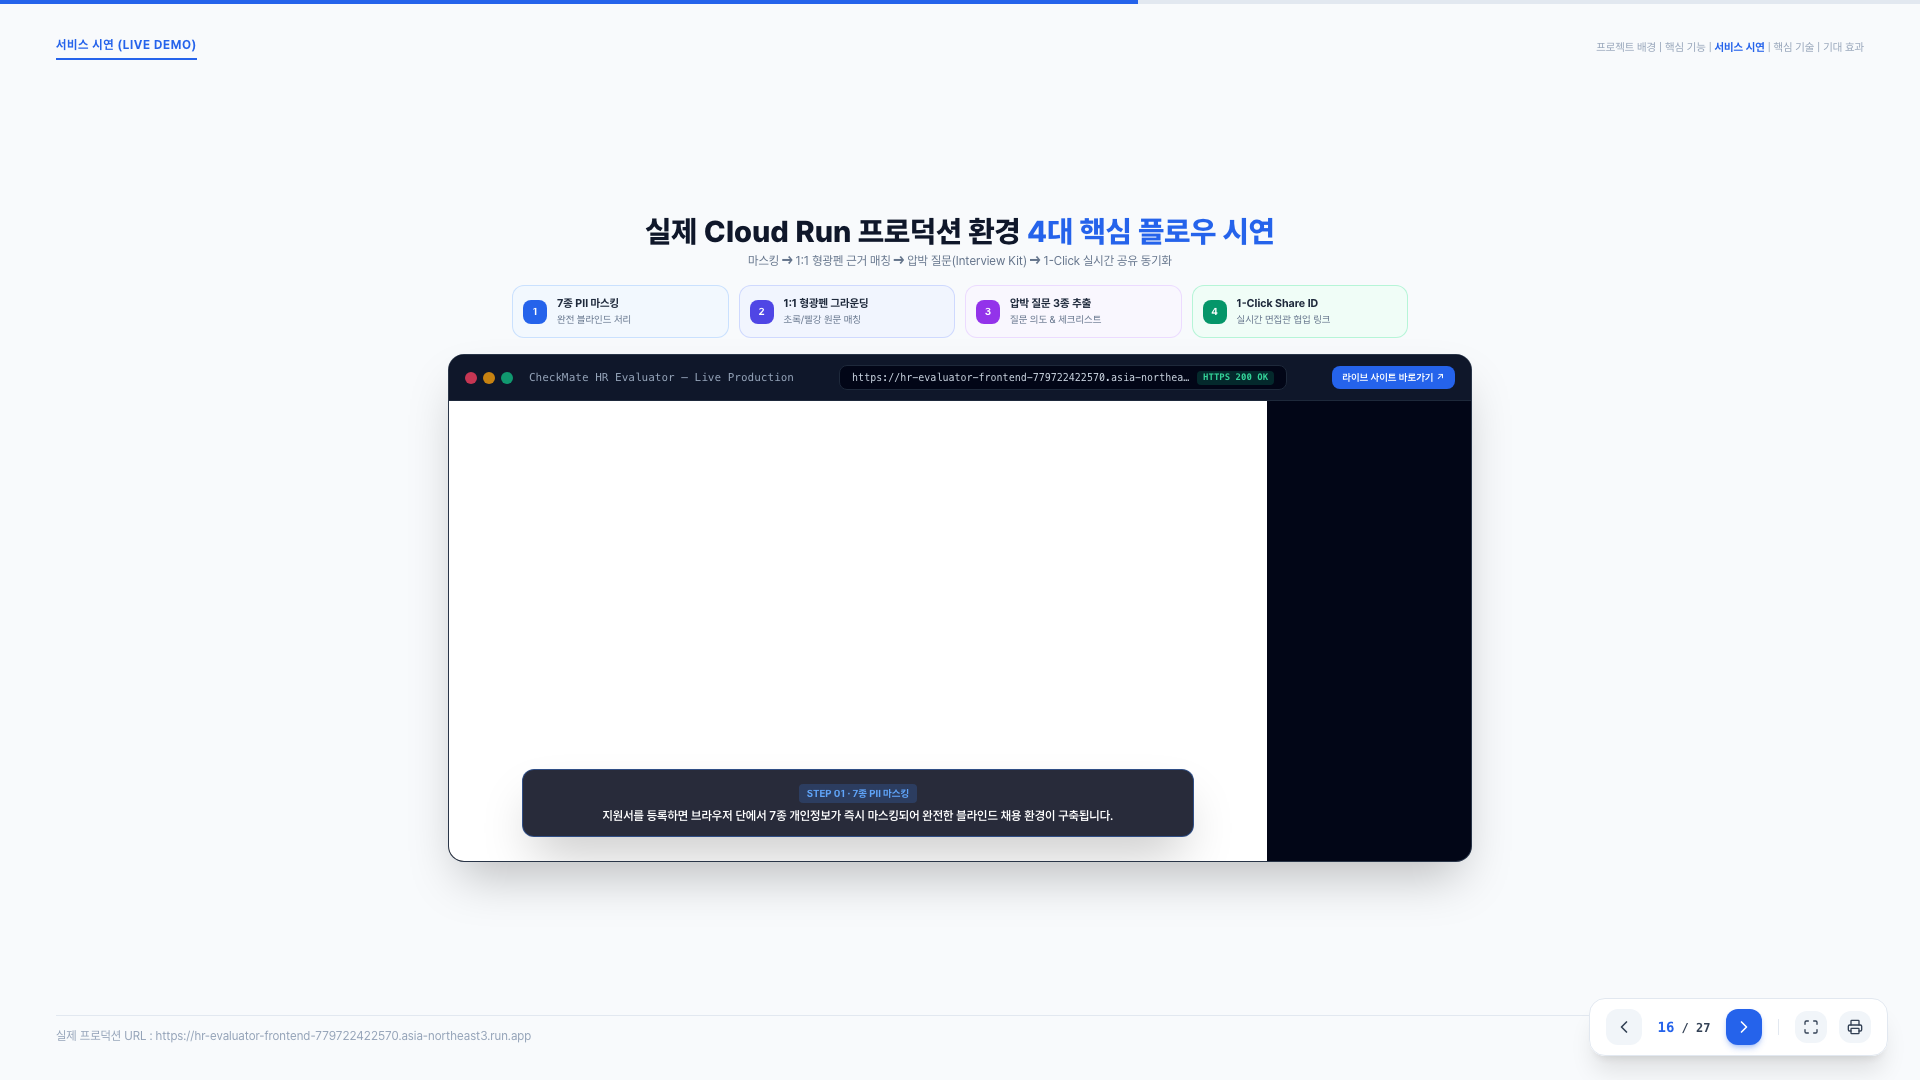 서비스 시연 (LIVE DEMO)
프로젝트 배경 | 핵심 기능 | 서비스 시연 | 핵심 기술 | 기대 효과
실제 Cloud Run 프로덕션 환경 4대 핵심 플로우 시연
마스킹 ➔ 1:1 형광펜 근거 매칭 ➔ 압박 질문(Interview Kit) ➔ 1-Click 실시간 공유 동기화
1
7종 PII 마스킹
완전 블라인드 처리
2
1:1 형광펜 그라운딩
초록/빨강 원문 매칭
3
압박 질문 3종 추출
질문 의도 & 체크리스트
4
1-Click Share ID
실시간 면접관 협업 링크
CheckMate HR Evaluator — Live Production
https://hr-evaluator-frontend-779722422570.asia-northea…
HTTPS 200 OK
라이브 사이트 바로가기 ↗
STEP 01 · 7종 PII 마스킹
지원서를 등록하면 브라우저 단에서 7종 개인정보가 즉시 마스킹되어 완전한 블라인드 채용 환경이 구축됩니다.
실제 프로덕션 URL : https://hr-evaluator-frontend-779722422570.asia-northeast3.run.app
16 / 27